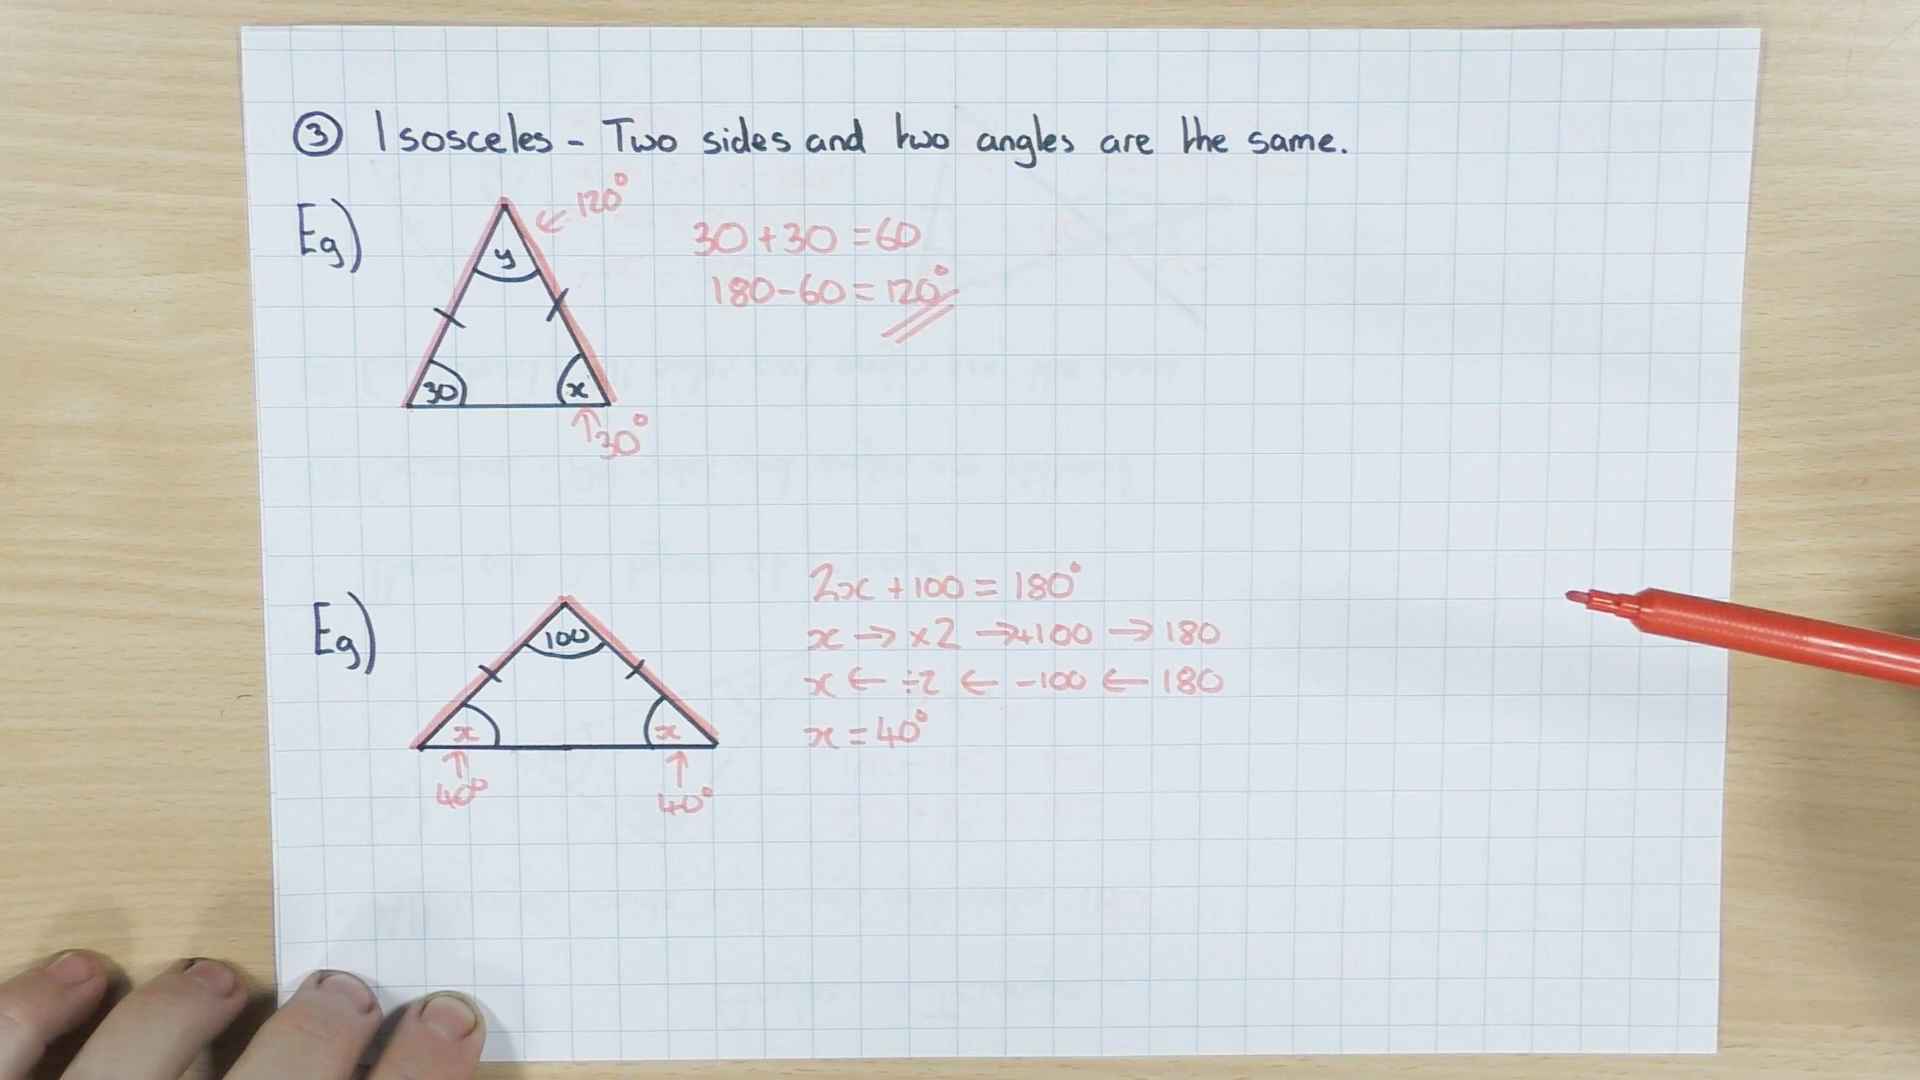 ③ Isosceles - Two sides and two angles are the same.
Eg)
y
30
x
← 120°
↑30°
30+30=60
180-60=120°
Eg)
100
x
x
↑
40°
↑
40°
2x+100=180°
x→×2→+100→180
x←÷2←-100←180
x=40°